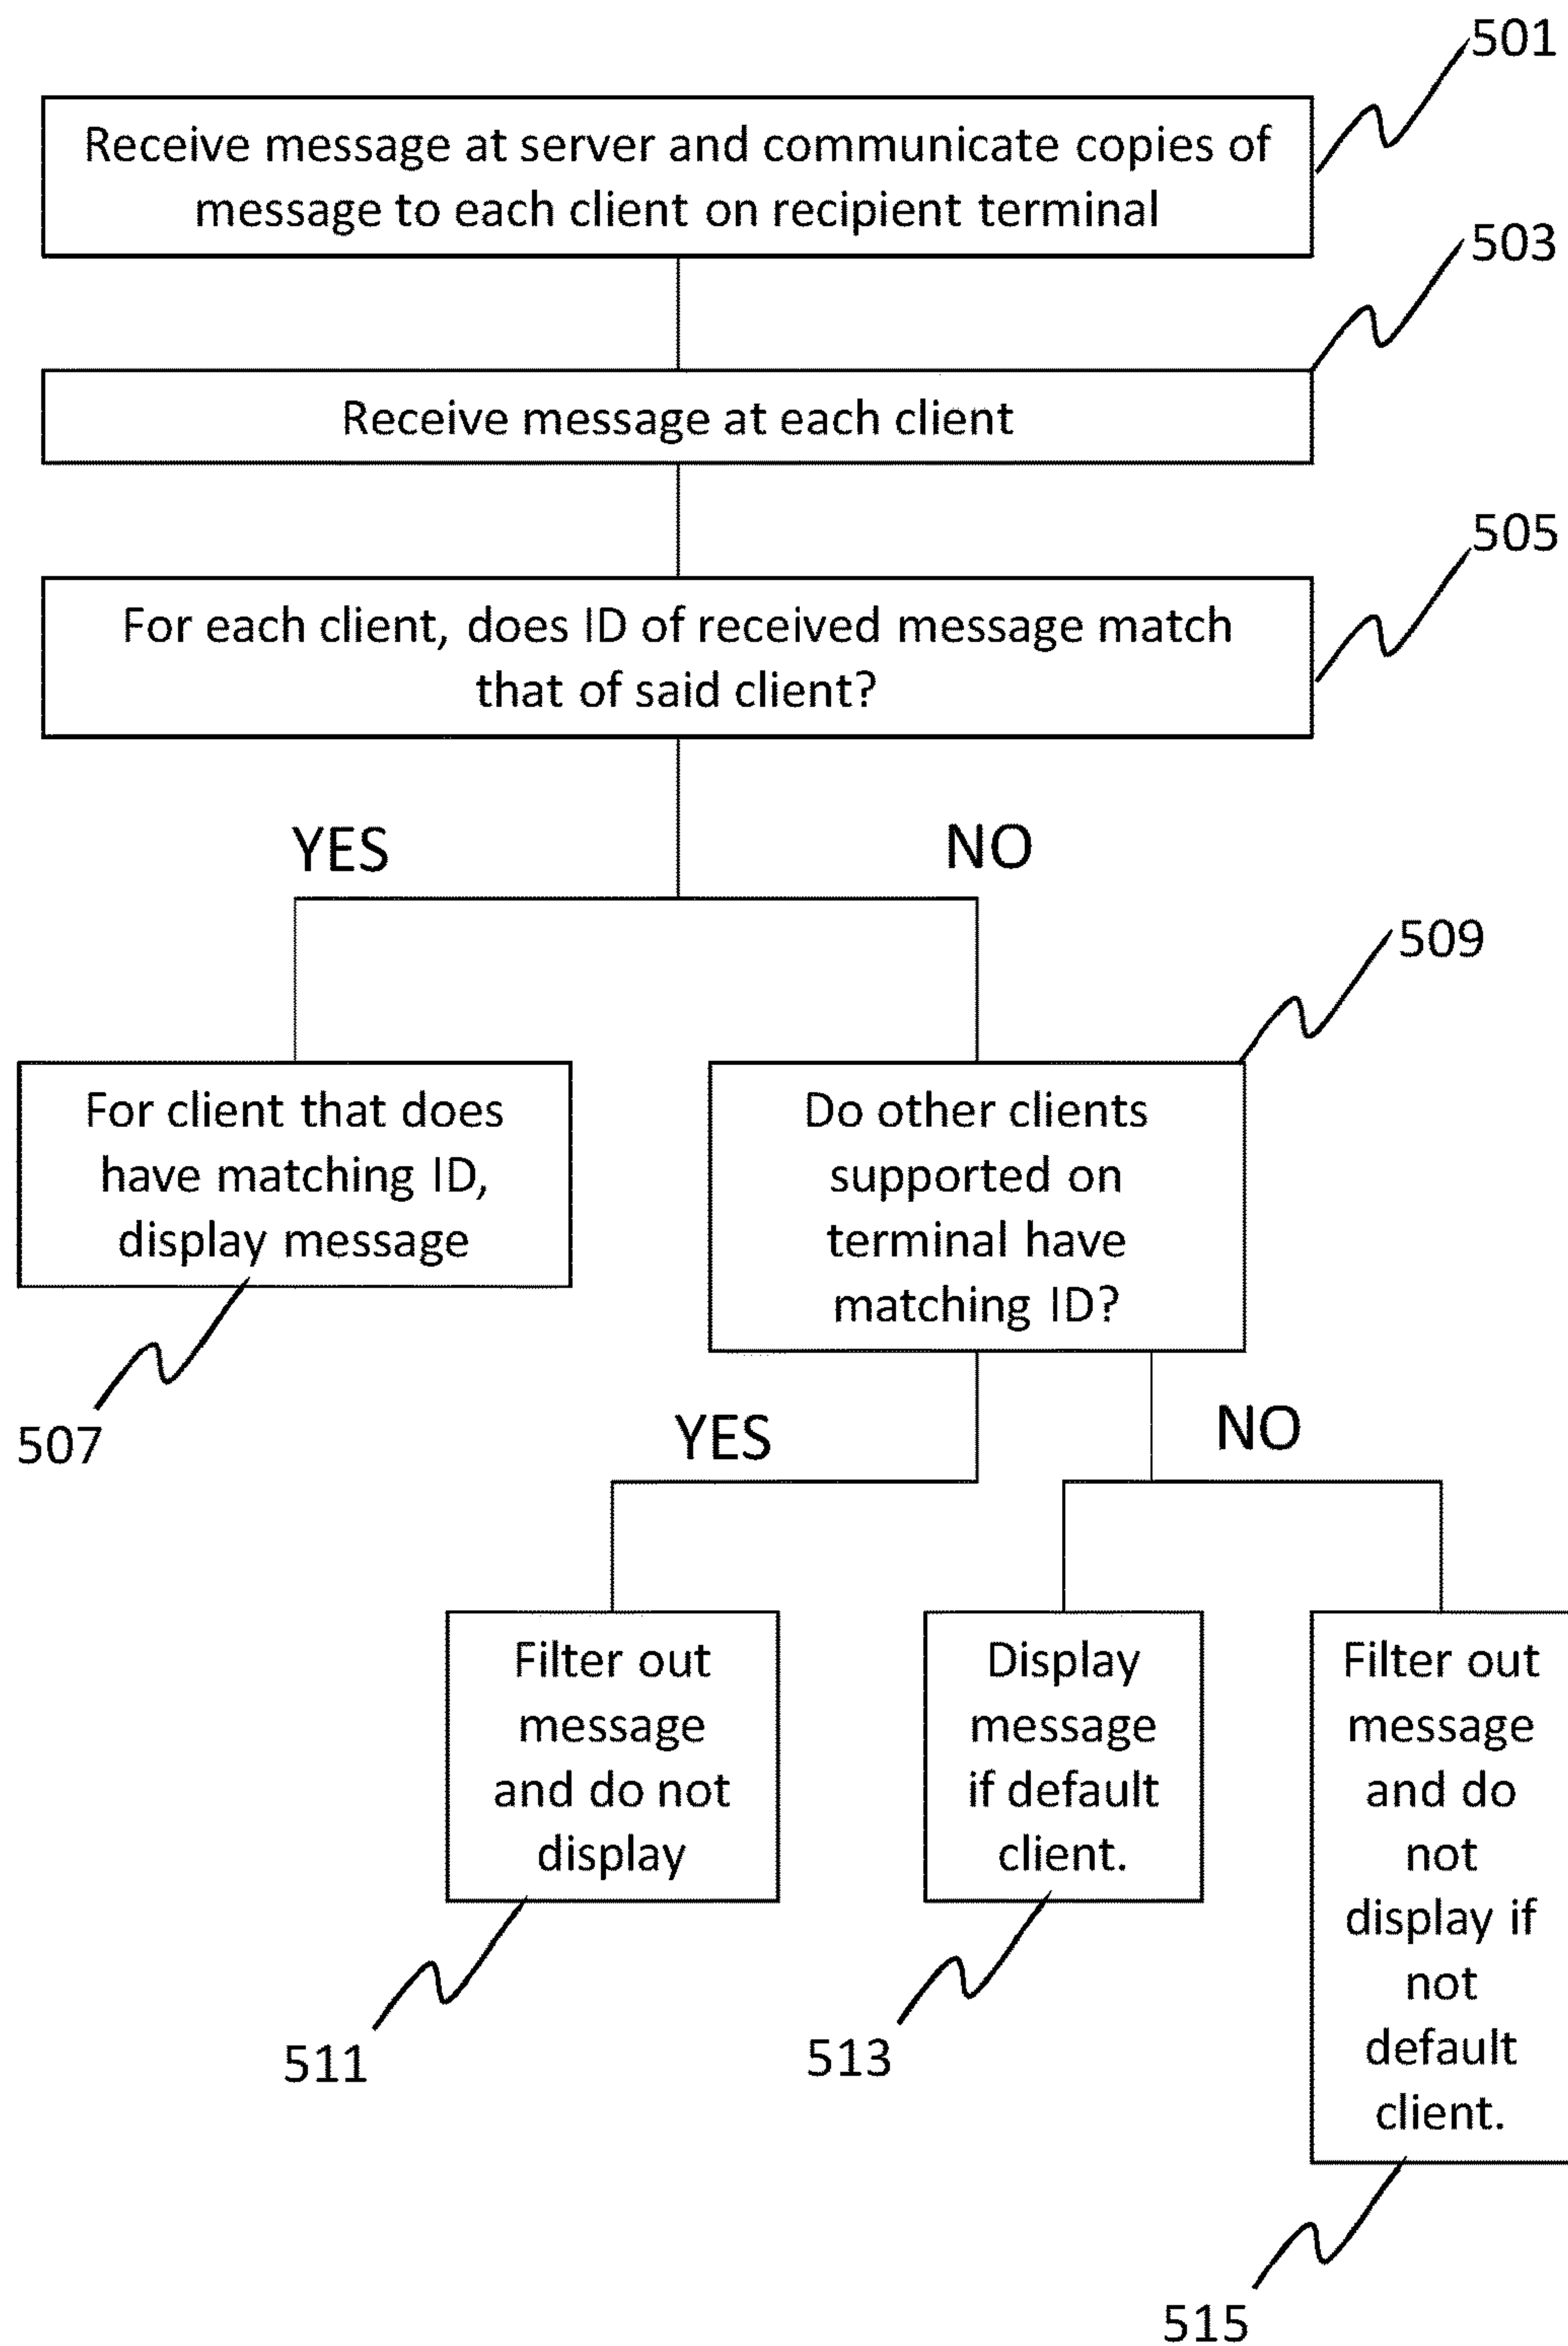 501
Receive message at server and communicate copies of
message to each client on recipient terminal
503
Receive message at each client
505
For each client, does ID of received message match
that of said client?
YES
NO
509
For client that does
have matching ID,
display message
507
Do other clients
supported on
terminal have
matching ID?
YES
NO
Filter out
message
and do not
display
511
Display
message
if default
client.
513
Filter out
message
and do
not
display if
not
default
client.
515